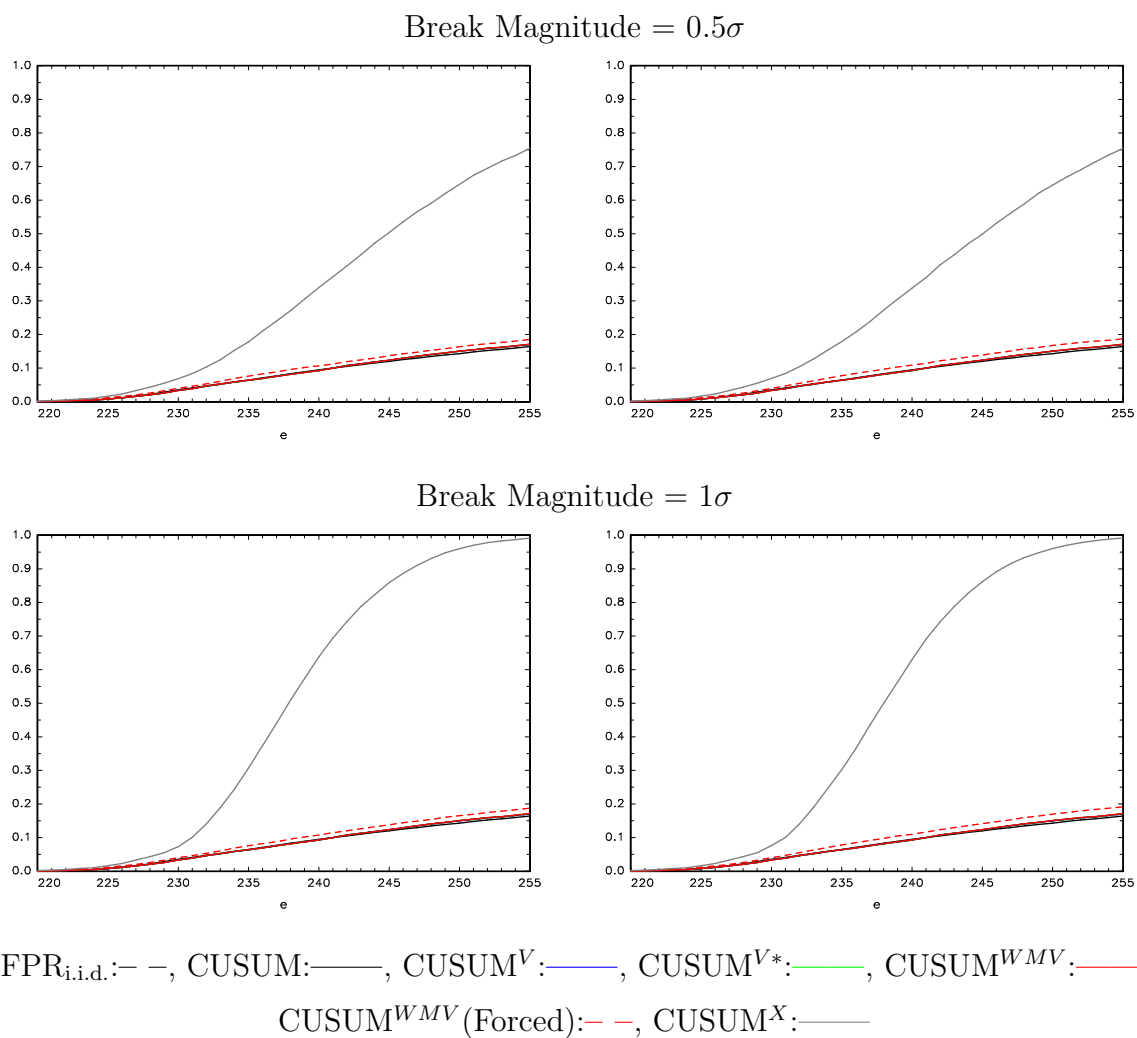 Break Magnitude = 0.5σ
1.0 1.0
0.9 0.9
0.8 0.8
0.7 0.7
0.6 0.6
0.5 0.5
0.4 0.4
0.3 0.3
0.2 0.2
0.1 0.1
0.0 0.0
220 225 230 235 240 245 250 255 220 225 230 235 240 245 250 255
e e
Break Magnitude = 1σ
1.0 1.0
0.9 0.9
0.8 0.8
0.7 0.7
0.6 0.6
0.5 0.5
0.4 0.4
0.3 0.3
0.2 0.2
0.1 0.1
0.0 0.0
220 225 230 235 240 245 250 255 220 225 230 235 240 245 250 255
e e
FPRi.i.d.:– –, CUSUM:——, CUSUM^V:——, CUSUM^V*:——, CUSUM^WMV:——
CUSUM^WMV(Forced):– –, CUSUM^X:——